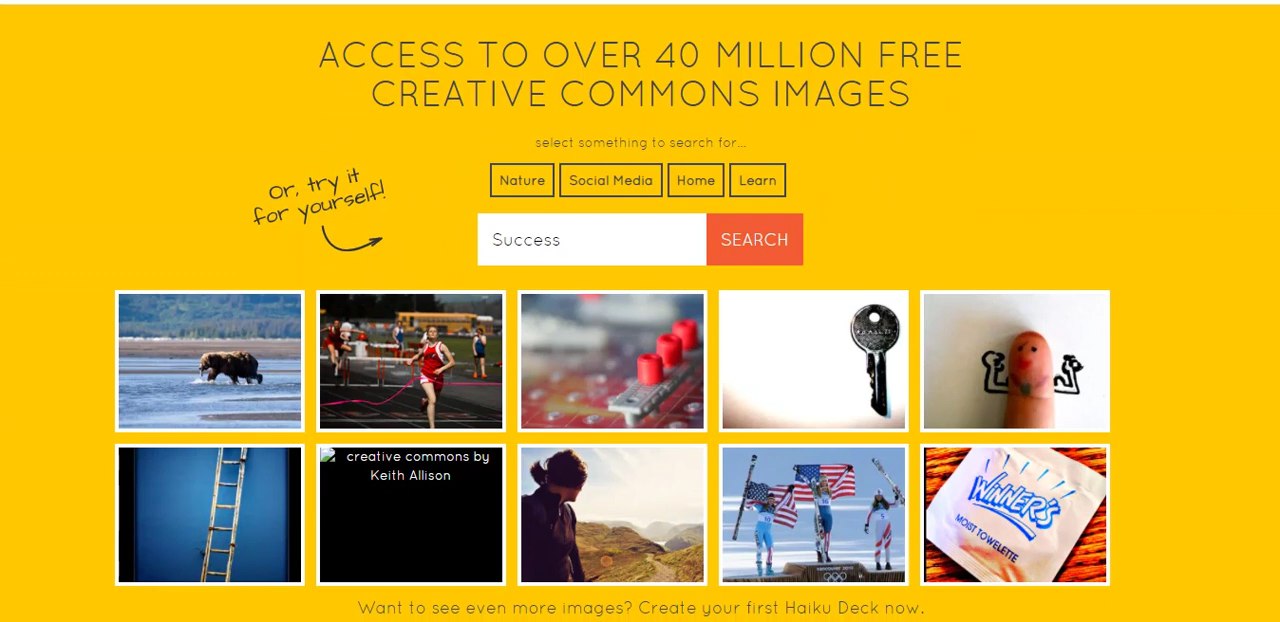 ACCESS TO OVER 40 MILLION FREE
CREATIVE COMMONS IMAGES
select something to search for...
Nature Social Media Home Learn
Or, try it
for yourself!
Success SEARCH
creative commons by
Keith Allison
WINNER'S
MOIST TOWELETTE
Want to see even more images? Create your first Haiku Deck now.